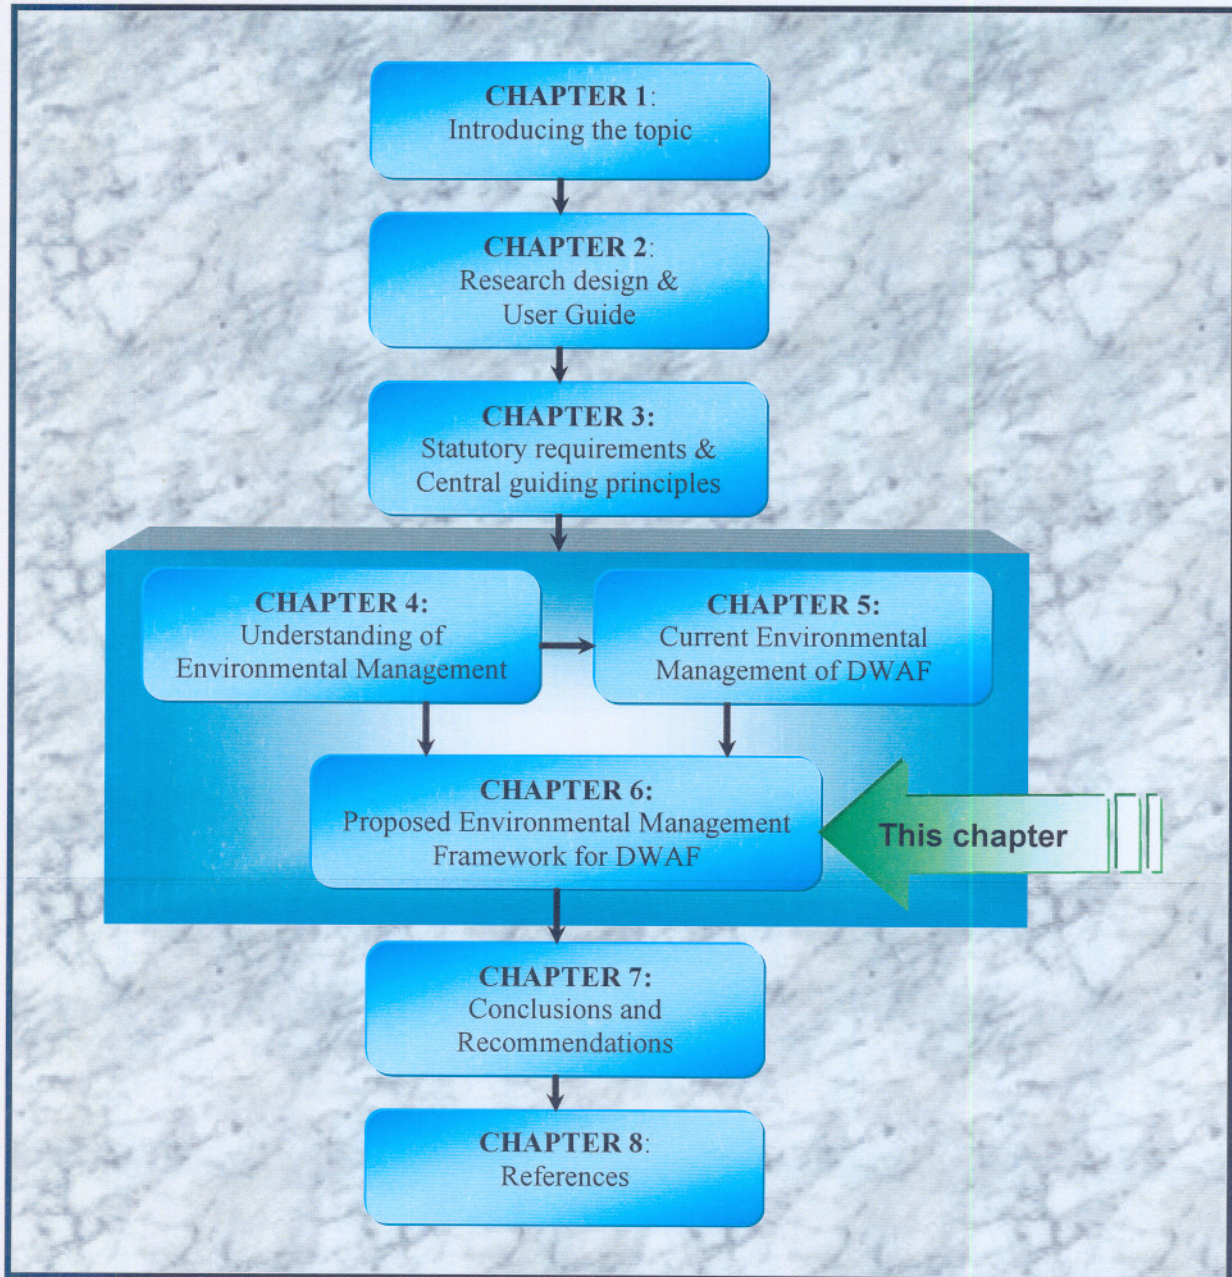 CHAPTER 1:
Introducing the topic
CHAPTER 2:
Research design &
User Guide
CHAPTER 3:
Statutory requirements &
Central guiding principles
CHAPTER 4:
Understanding of
Environmental Management
CHAPTER 5:
Current Environmental
Management of DWAF
CHAPTER 6:
Proposed Environmental Management
Framework for DWAF
This chapter
CHAPTER 7:
Conclusions and
Recommendations
CHAPTER 8:
References